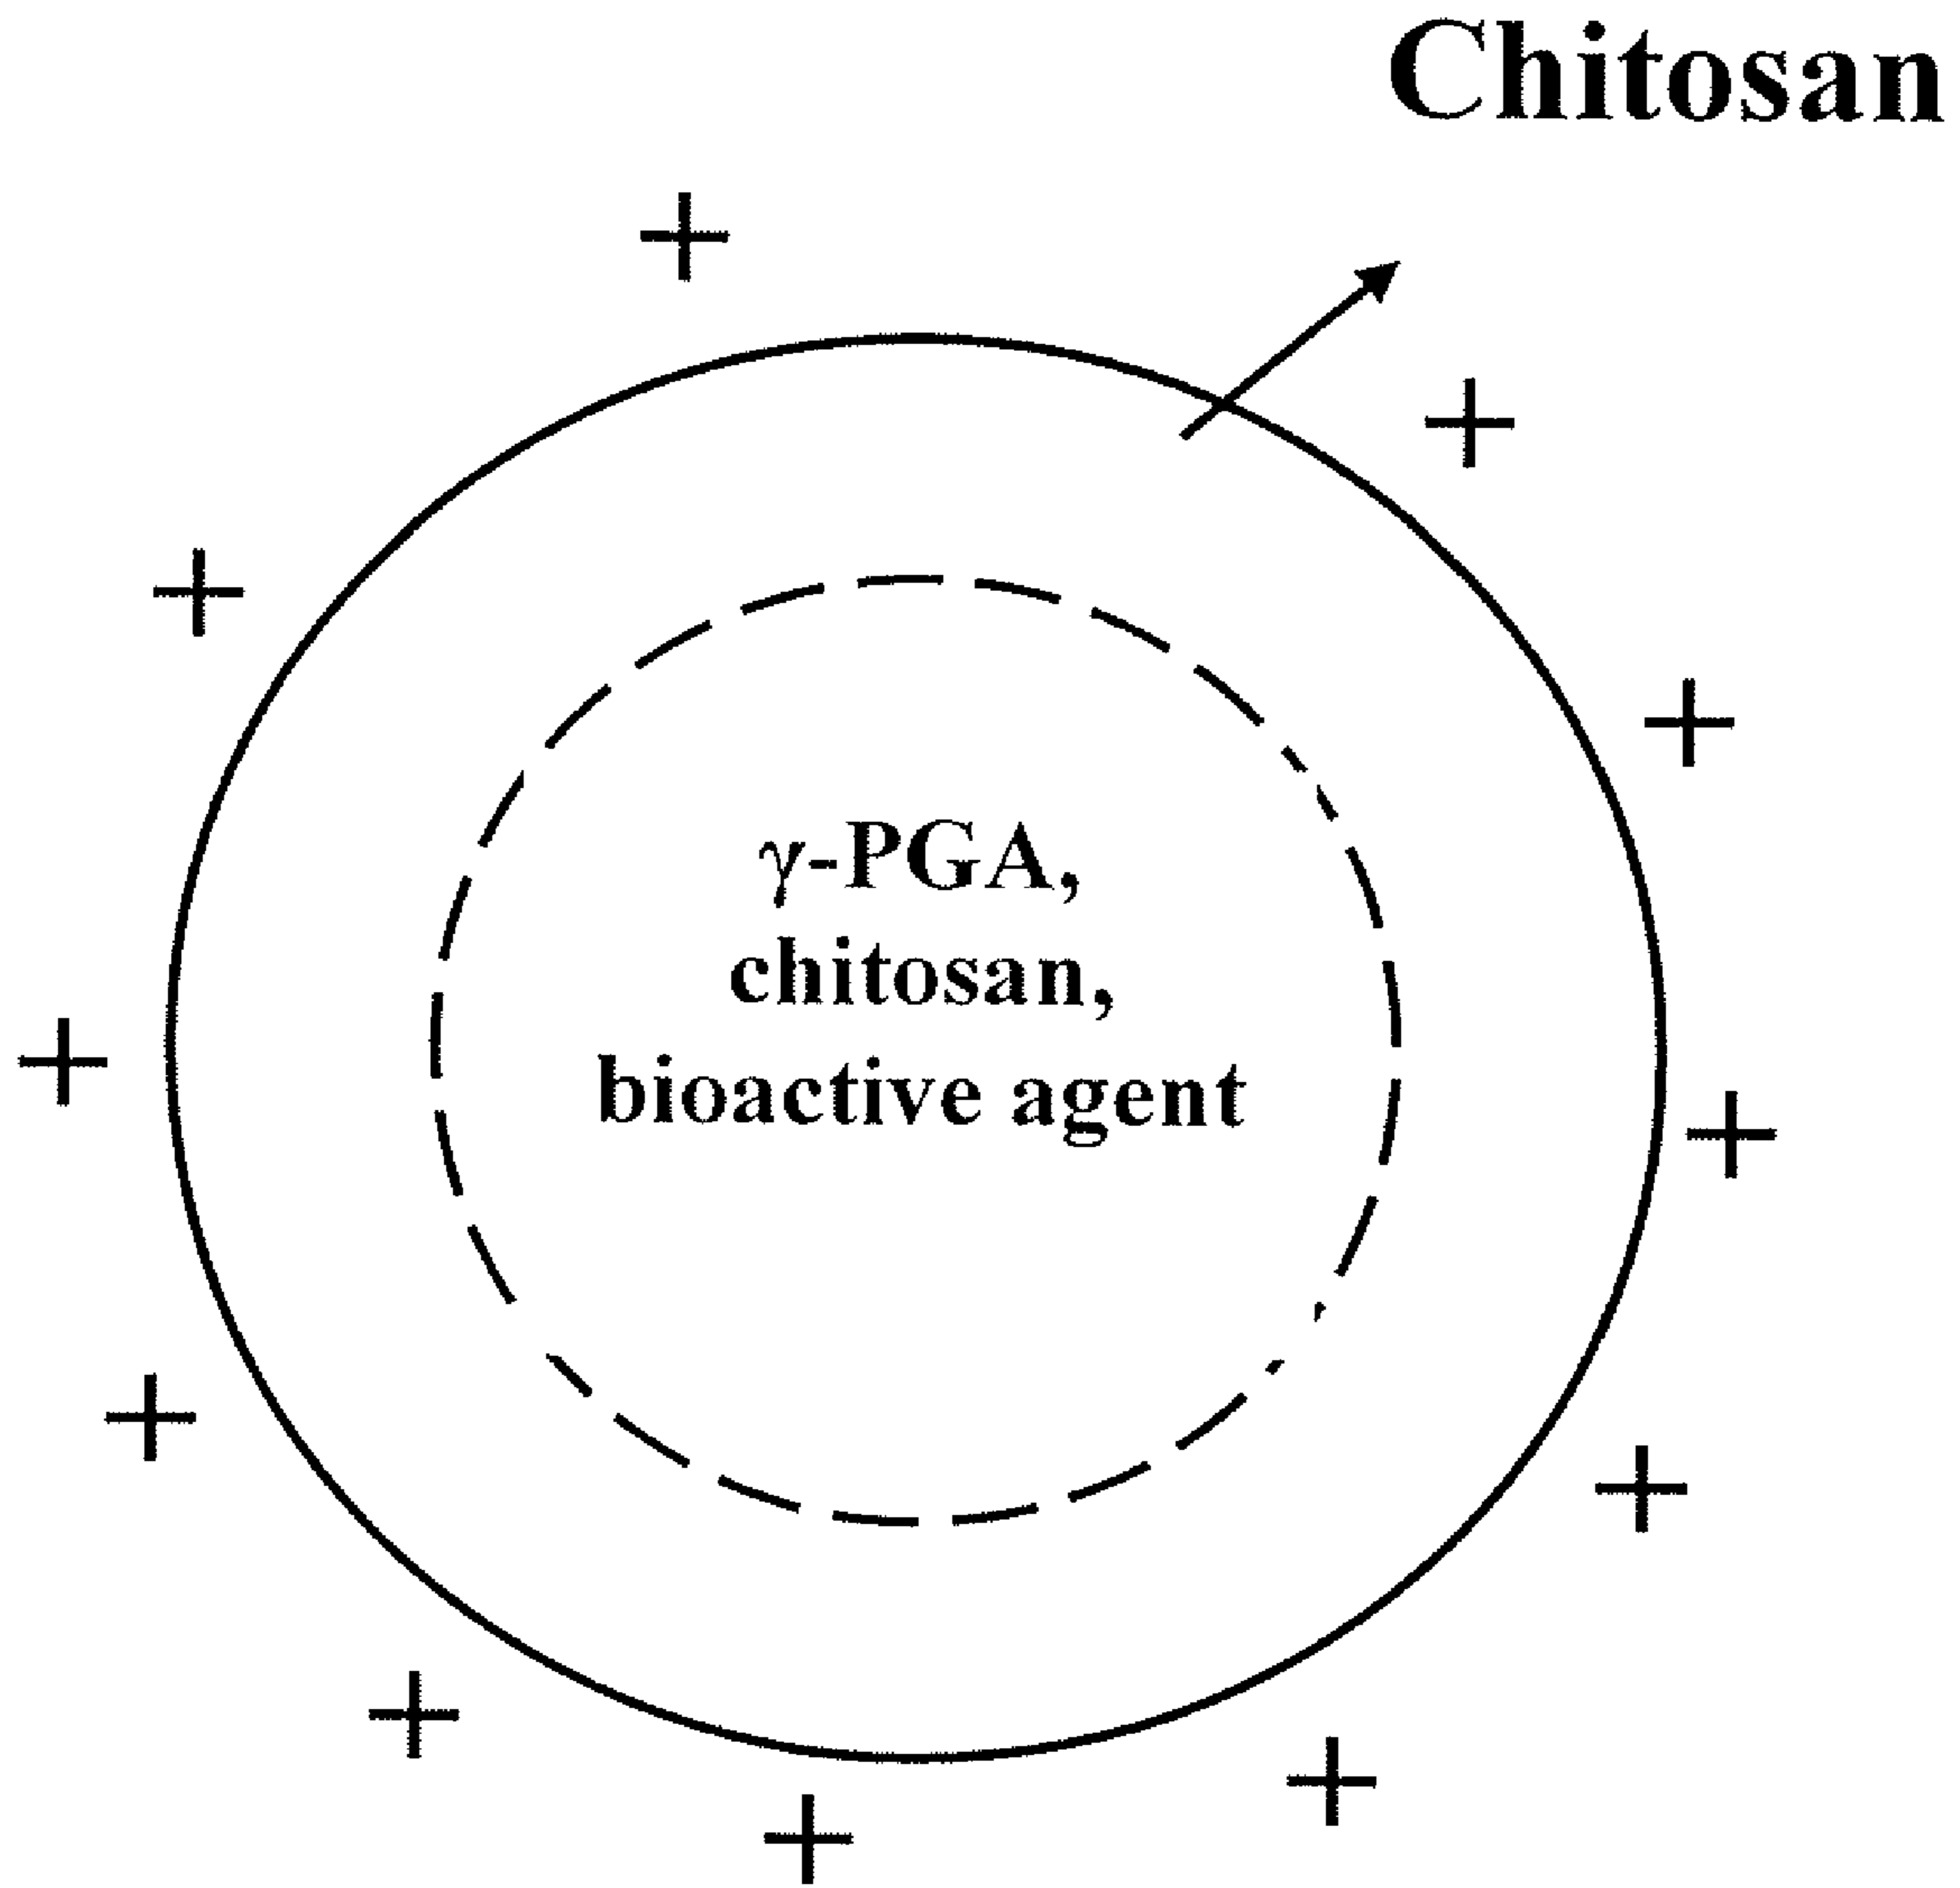 Chitosan
+
+
+
+
γ-PGA,
chitosan,
bioactive agent
+
+
+
+
+
+
+